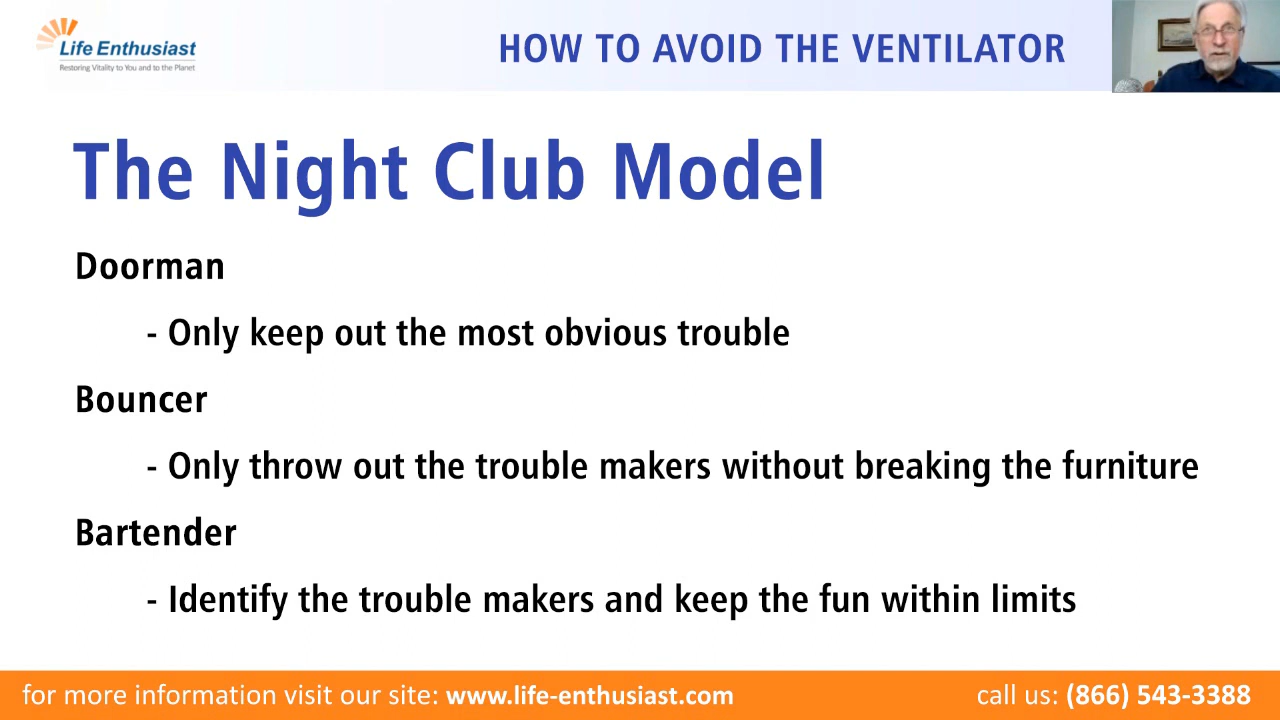 Life Enthusiast
Restoring Vitality to You and to the Planet
HOW TO AVOID THE VENTILATOR
The Night Club Model
Doorman
- Only keep out the most obvious trouble
Bouncer
- Only throw out the trouble makers without breaking the furniture
Bartender
- Identify the trouble makers and keep the fun within limits
for more information visit our site: www.life-enthusiast.com
call us: (866) 543-3388